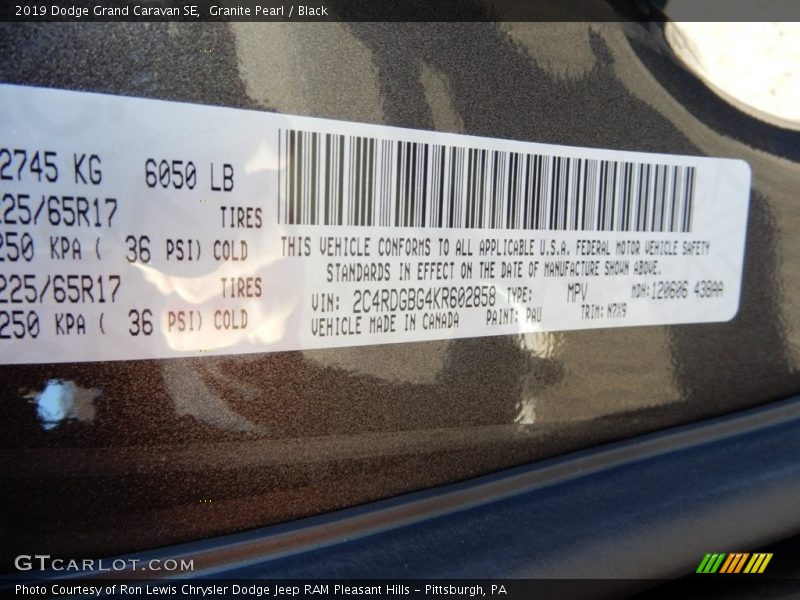 2019 Dodge Grand Caravan SE,  Granite Pearl / Black
2745 KG 6050 LB
225/65R17 TIRES
250 KPA ( 36 PSI) COLD
225/65R17 TIRES
250 KPA ( 36 PSI) COLD
THIS VEHICLE CONFORMS TO ALL APPLICABLE U.S.A. FEDERAL MOTOR VEHICLE SAFETY
STANDARDS IN EFFECT ON THE DATE OF MANUFACTURE SHOWN ABOVE.
VIN: 2C4RDGBG4KR602858 TYPE: MPV MDH: 120606 438AA
VEHICLE MADE IN CANADA PAINT: PAU TRIM: N7X9
GTCARLOT.COM
Photo Courtesy of Ron Lewis Chrysler Dodge Jeep RAM Pleasant Hills - Pittsburgh, PA